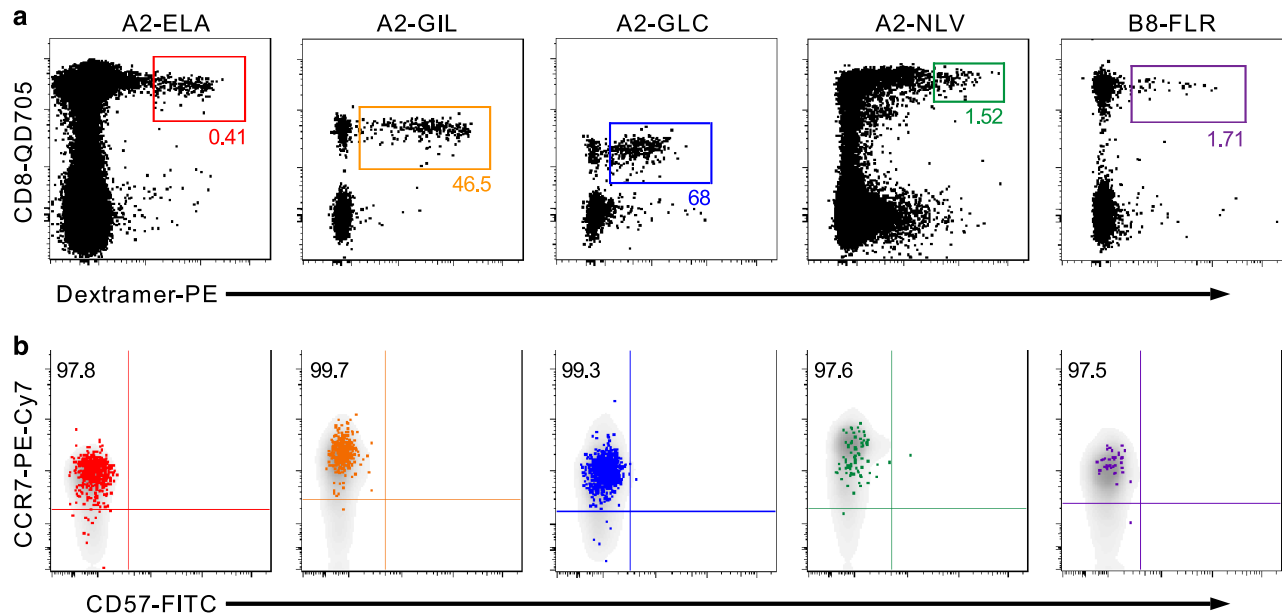 a
A2-ELA
A2-GIL
A2-GLC
A2-NLV
B8-FLR
CD8-QD705
0.41
46.5
68
1.52
1.71
Dextramer-PE
b
CCR7-PE-Cy7
97.8
99.7
99.3
97.6
97.5
CD57-FITC